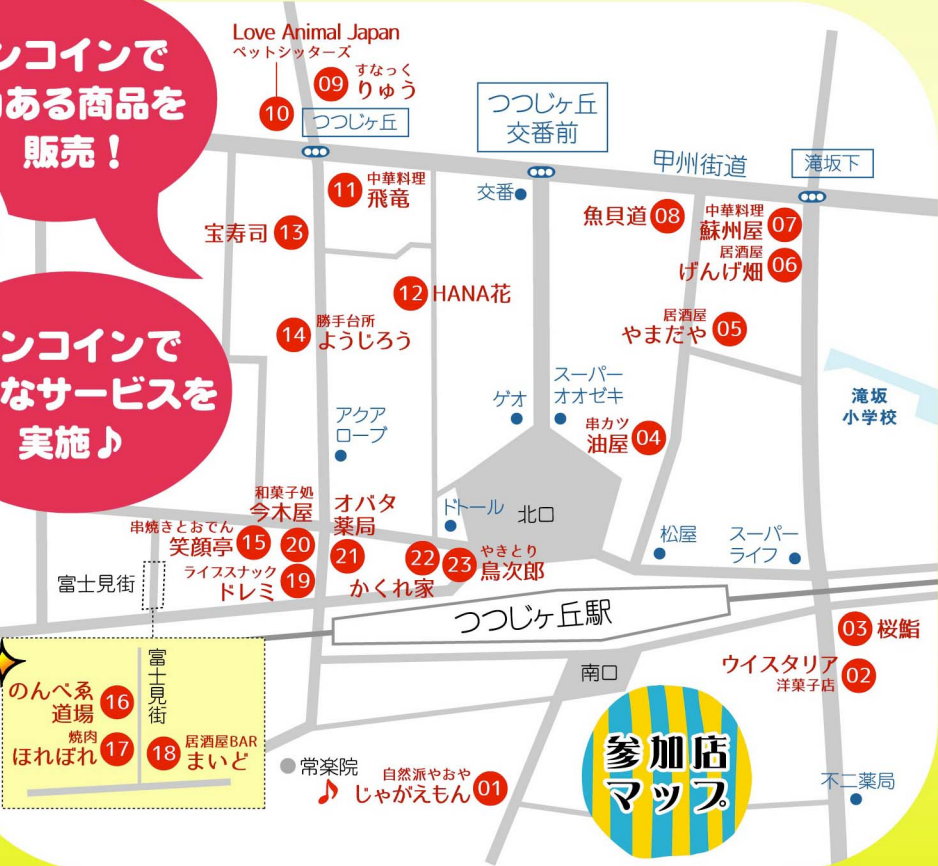 ンコインで
ある商品を
販売！
ンコインで
なサービスを
実施♪
Love Animal Japan
ペットシッターズ
10
09
すなっく
りゅう
つつじヶ丘
つつじヶ丘
交番前
甲州街道
滝坂下
11
中華料理
飛竜
交番
魚貝道 08
中華料理
蘇州屋 07
居酒屋
げんげ畑 06
宝寿司 13
12 HANA花
14
勝手台所
ようじろう
居酒屋
やまだや 05
滝坂
小学校
アクア
ロープ
ゲオ
スーパー
オオゼキ
串カツ
油屋 04
和菓子処
今木屋
20
オバタ
薬局
21
ドトール
北口
串焼きとおでん
笑顔亭 15
ライブスナック
ドレミ 19
22
かくれ家
23
やきとり
鳥次郎
松屋
スーパー
ライフ
富士見街
つつじヶ丘駅
03 桜鮨
ウイスタリア
洋菓子店
02
南口
のんべゑ
道場
16
富士見街
焼肉
ほれぼれ 17
18
居酒屋BAR
まいど
常楽院
♪
自然派やおや
じゃがえもん 01
参加店
マップ
不二薬局